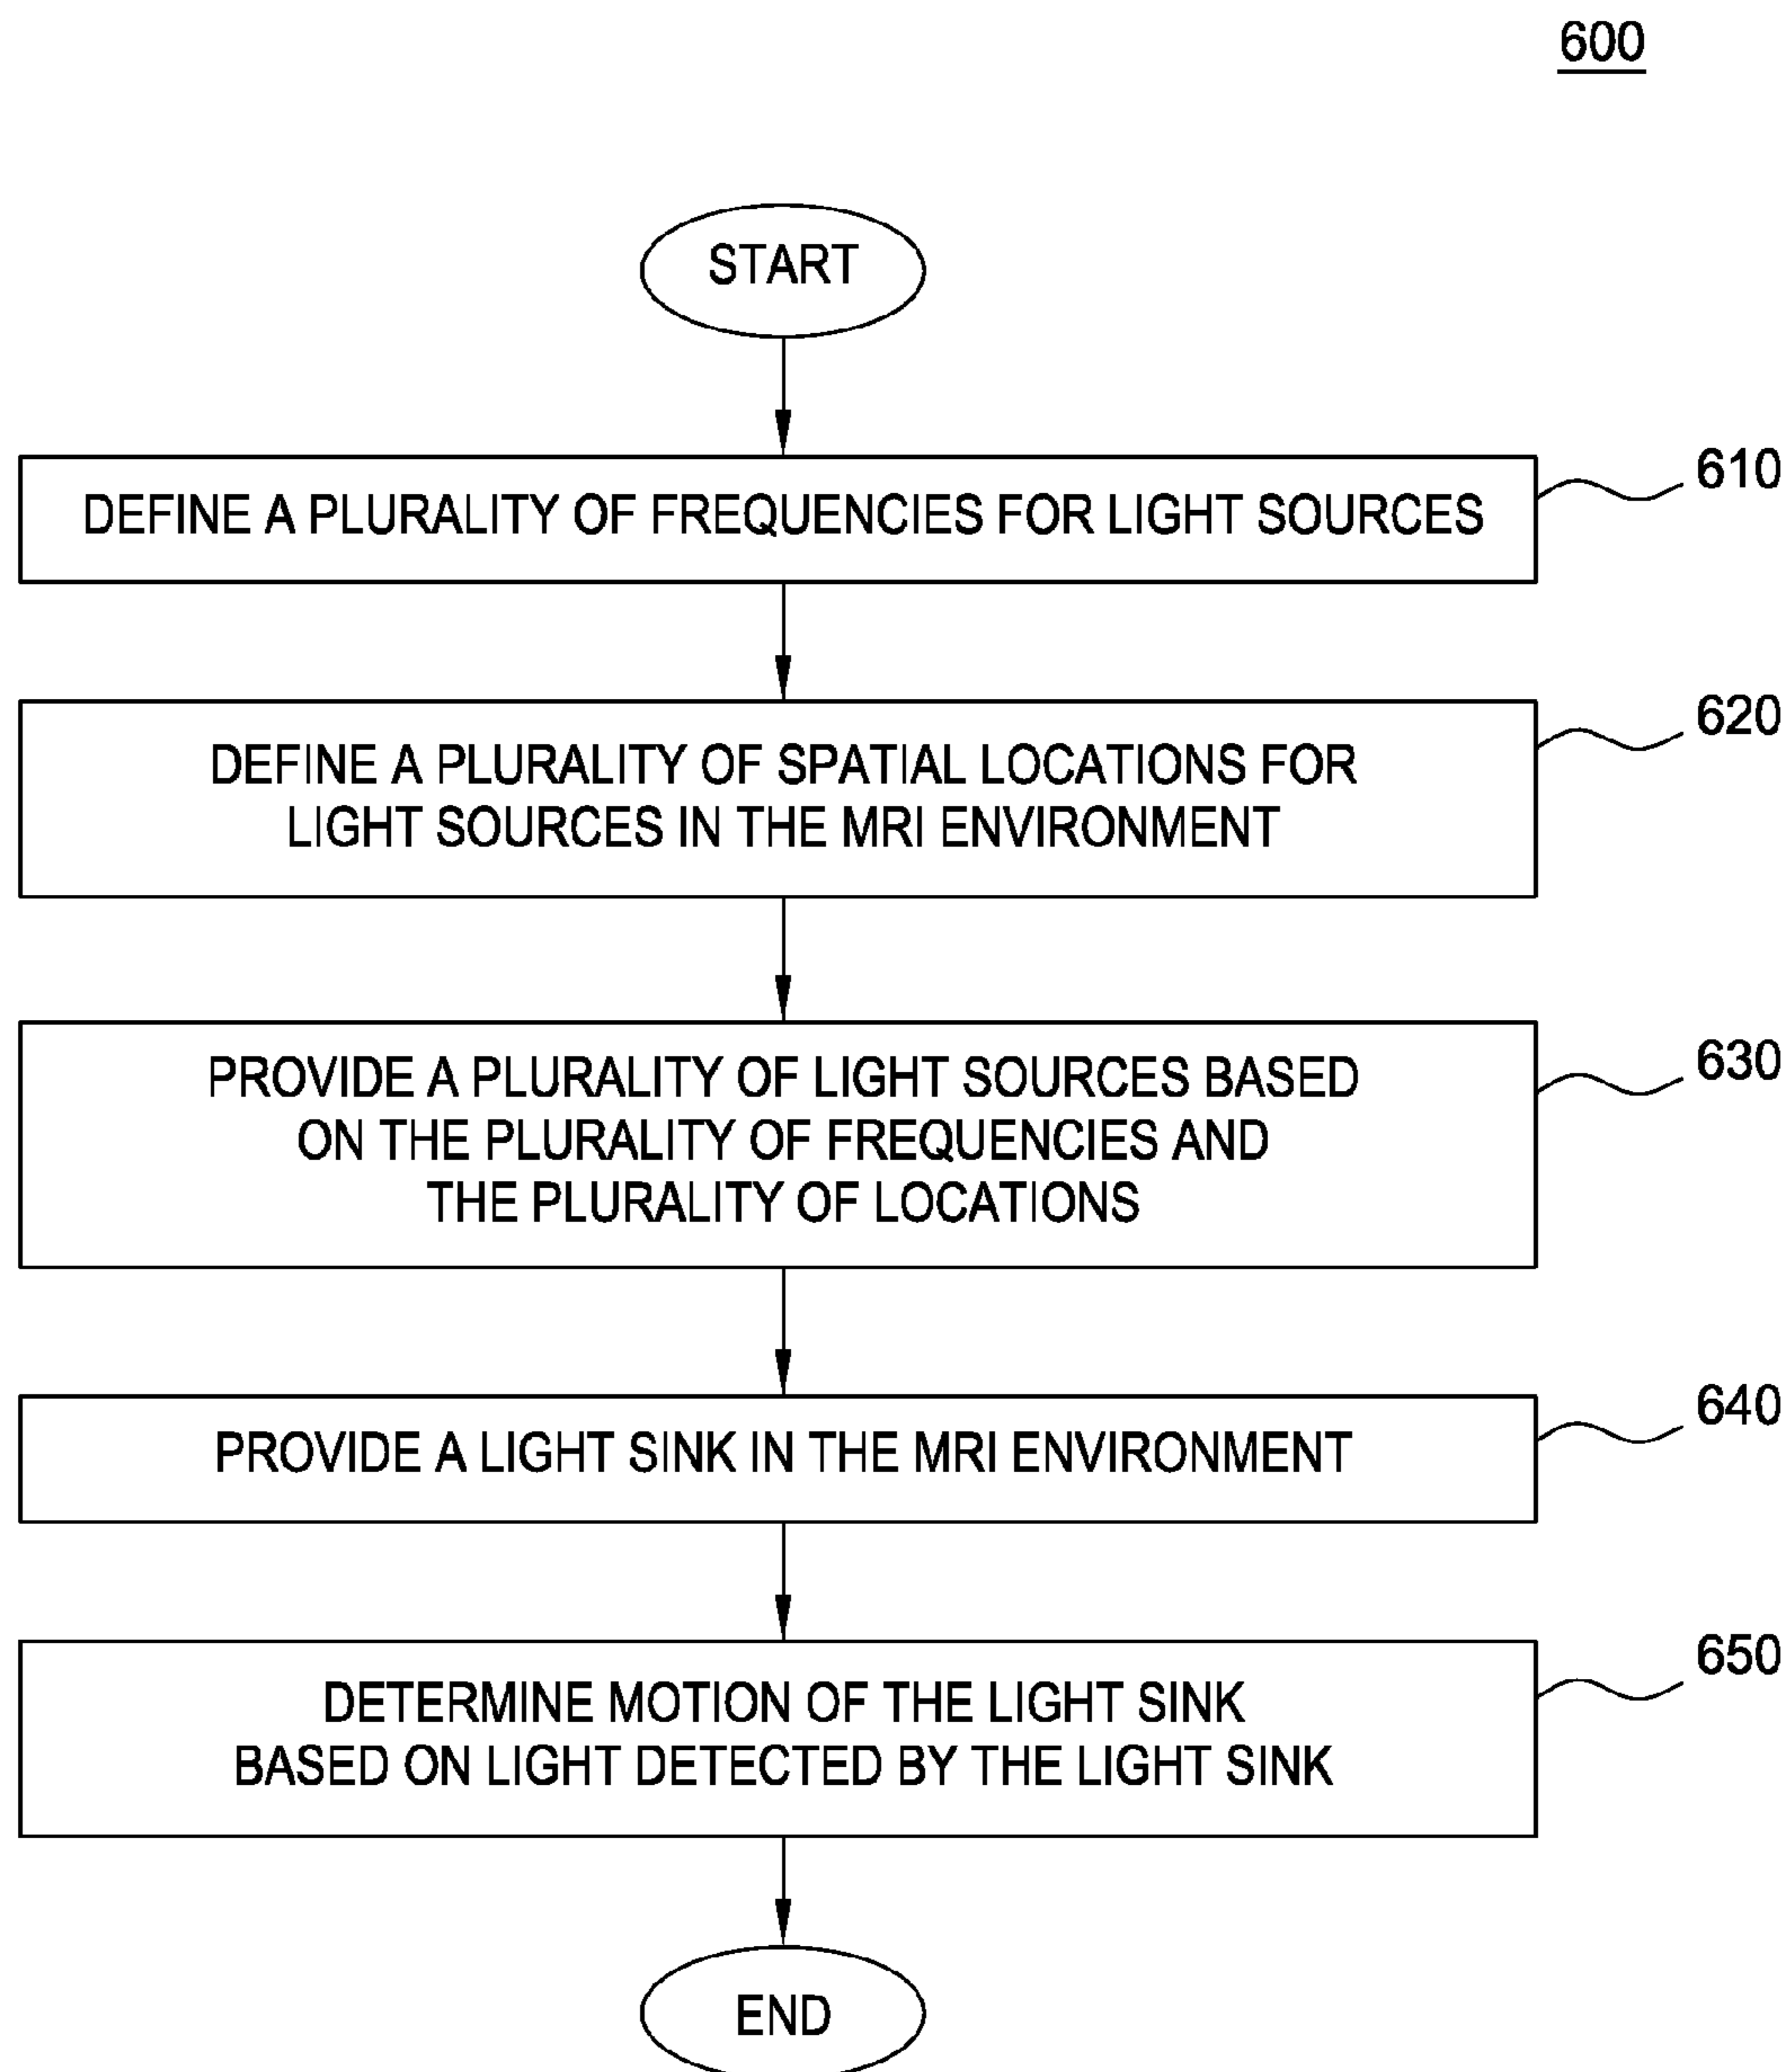 600
START
DEFINE A PLURALITY OF FREQUENCIES FOR LIGHT SOURCES
610
DEFINE A PLURALITY OF SPATIAL LOCATIONS FOR
LIGHT SOURCES IN THE MRI ENVIRONMENT
620
PROVIDE A PLURALITY OF LIGHT SOURCES BASED
ON THE PLURALITY OF FREQUENCIES AND
THE PLURALITY OF LOCATIONS
630
PROVIDE A LIGHT SINK IN THE MRI ENVIRONMENT
640
DETERMINE MOTION OF THE LIGHT SINK
BASED ON LIGHT DETECTED BY THE LIGHT SINK
650
END